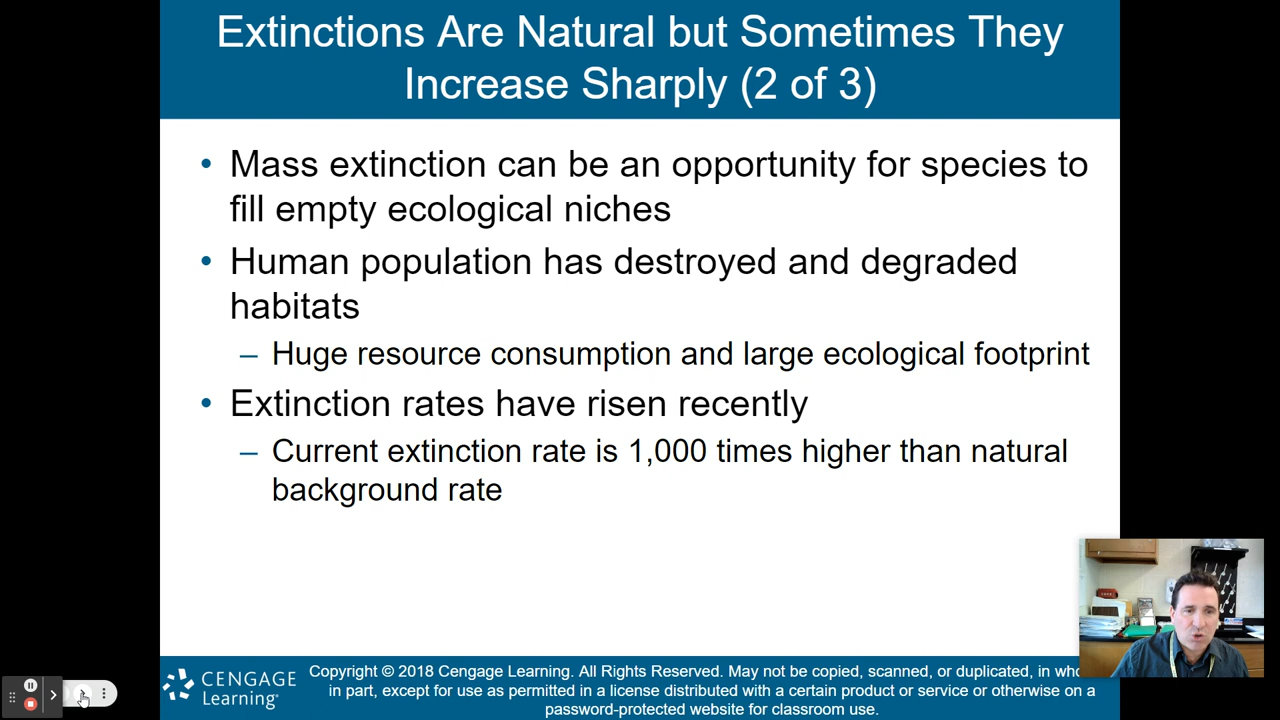 Extinctions Are Natural but Sometimes They
Increase Sharply (2 of 3)
• Mass extinction can be an opportunity for species to
fill empty ecological niches
• Human population has destroyed and degraded
habitats
– Huge resource consumption and large ecological footprint
• Extinction rates have risen recently
– Current extinction rate is 1,000 times higher than natural
background rate
CENGAGE
Learning
Copyright © 2018 Cengage Learning. All Rights Reserved. May not be copied, scanned, or duplicated, in who
in part, except for use as permitted in a license distributed with a certain product or service or otherwise on a
password-protected website for classroom use.